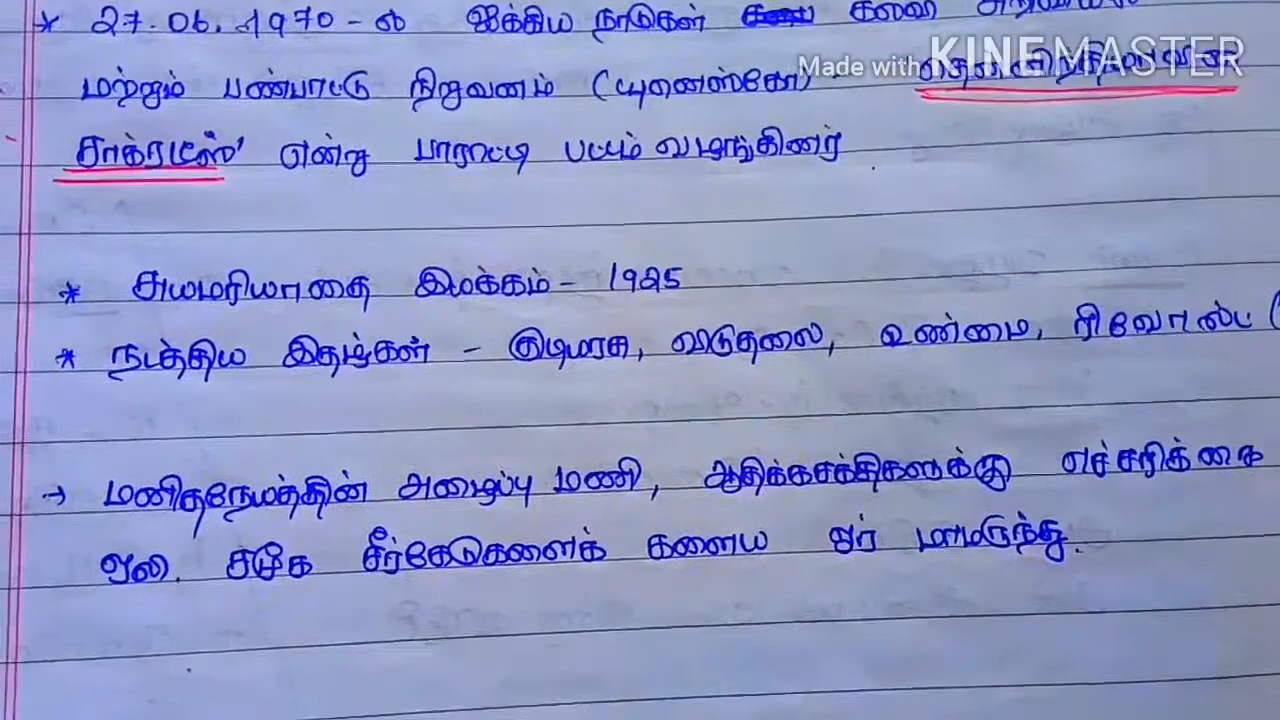 * 27.06.1970-ல் ஐக்கிய நாடுகள் கல்வி
மற்றும் பண்பாட்டு நிறுவனம் (யுனெஸ்கோ) -
Made with KINEMASTER
சாக்ரடீஸ்' என்று பாராட்டி பட்டம் வழங்கினர்
* சுயமரியாதை இயக்கம் - 1925
* நடத்திய இதழ்கள் - குடியரசு, விடுதலை, உண்மை, ரிவோல்ட் (
→ மனிதநேயத்தின் அழைப்பு மணி, ஆதிக்கசக்திகளுக்கு எச்சரிக்கை
ஒலி. சமூக சீர்கேடுகளைக் களைய ஓர் மாமருந்து.